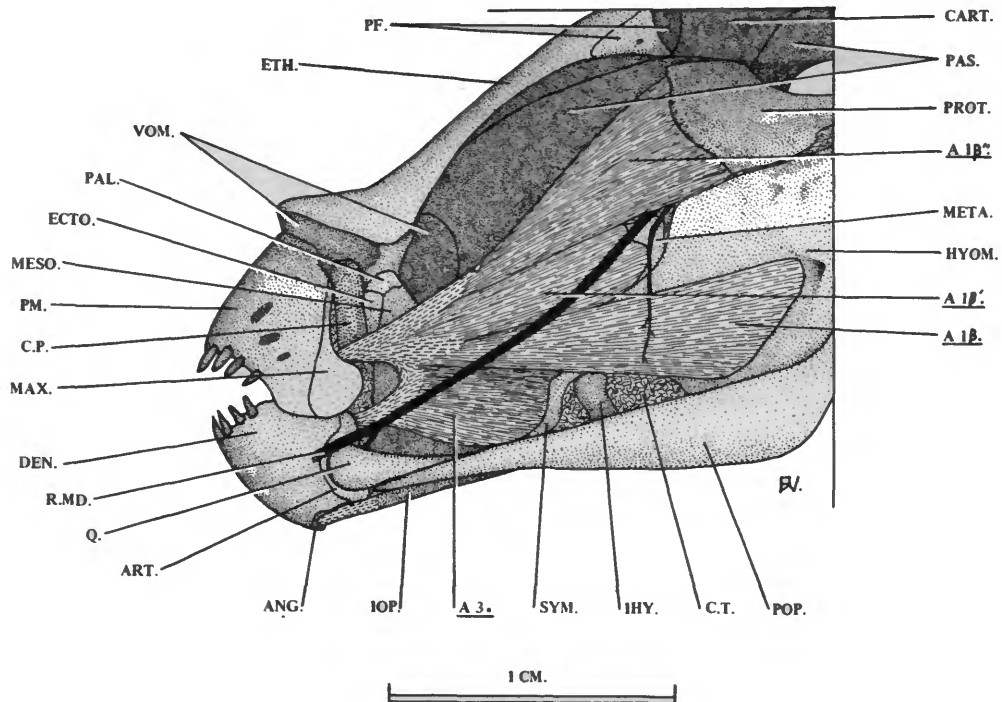 PF.
CART.
ETH.
PAS.
VOM.
PROT.
A 1β''.
PAL.
ECTO.
META.
MESO.
HYOM.
PM.
A 1β'.
C.P.
A 1β.
MAX.
DEN.
R.MD.
Q.
ART.
ANG.
IOP.
A 3.
SYM.
IHY.
C.T.
POP.
1 CM.